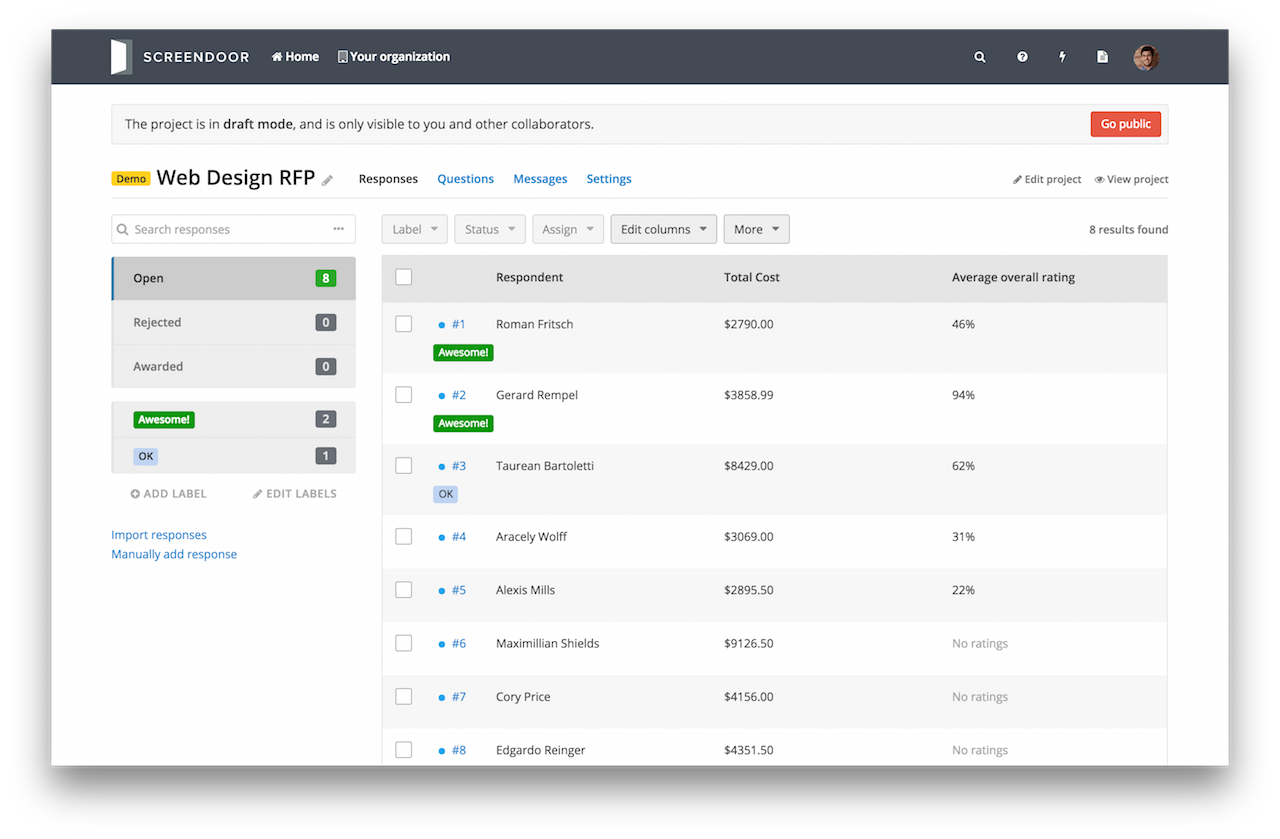 SCREENDOOR Home Your organization
The project is in draft mode, and is only visible to you and other collaborators. Go public
Demo Web Design RFP Responses Questions Messages Settings Edit project View project
Search responses Label Status Assign Edit columns More 8 results found
Open 8
Rejected 0
Awarded 0
Awesome! 2
OK 1
ADD LABEL EDIT LABELS
Import responses
Manually add response
Respondent Total Cost Average overall rating
#1 Roman Fritsch $2790.00 46%
Awesome!
#2 Gerard Rempel $3858.99 94%
Awesome!
#3 Taurean Bartoletti $8429.00 62%
OK
#4 Aracely Wolff $3069.00 31%
#5 Alexis Mills $2895.50 22%
#6 Maximillian Shields $9126.50 No ratings
#7 Cory Price $4156.00 No ratings
#8 Edgardo Reinger $4351.50 No ratings